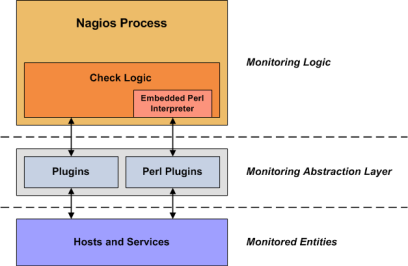 Nagios Process
Check Logic
Embedded Perl
Interpreter
Monitoring Logic
Plugins
Perl Plugins
Monitoring Abstraction Layer
Hosts and Services
Monitored Entities